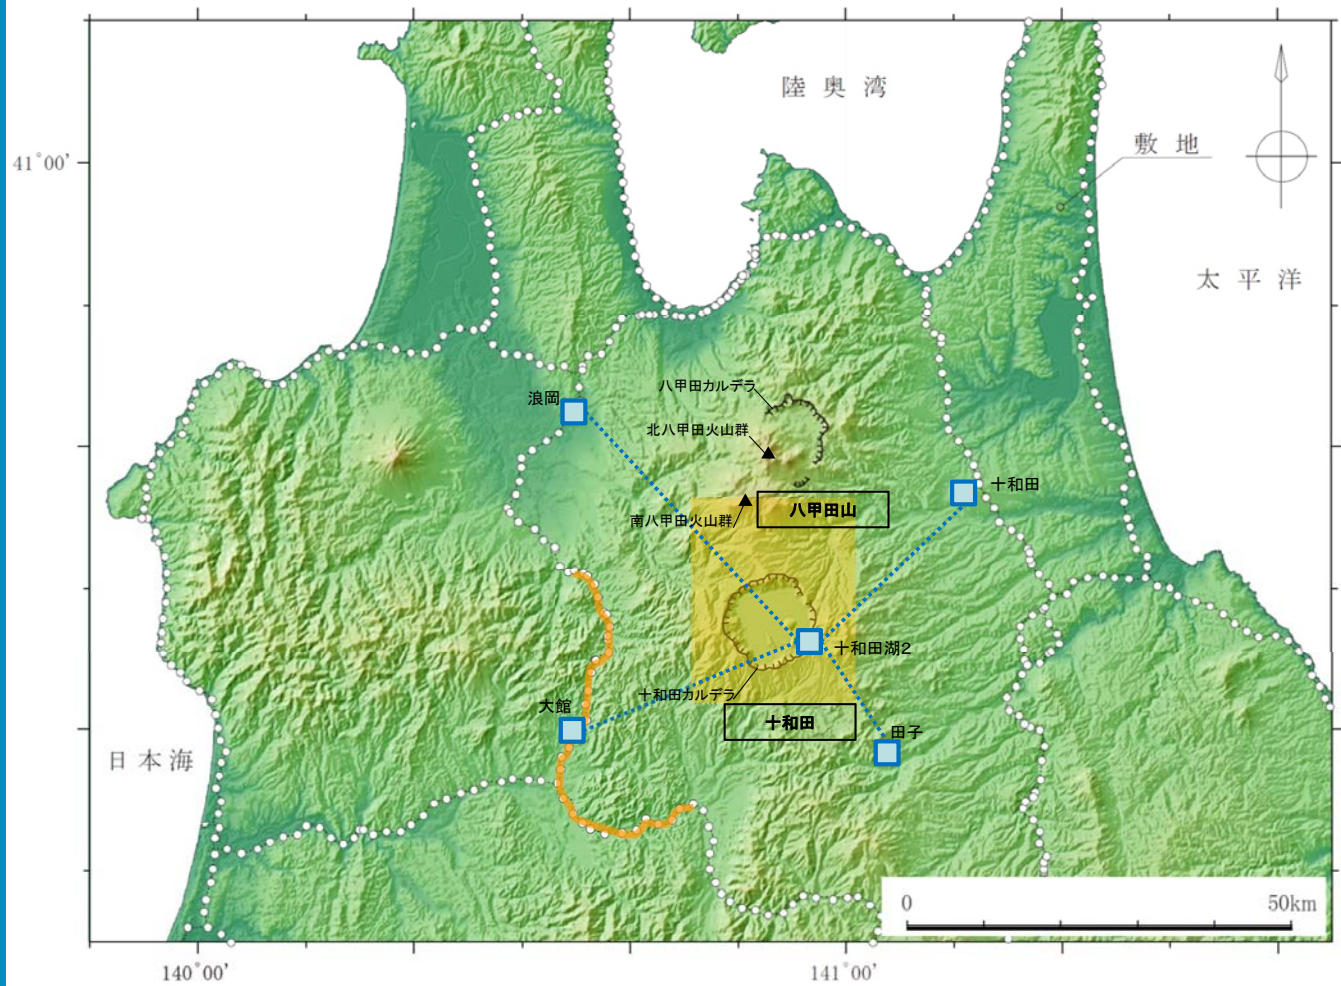 陸奥湾
41°00'
敷地
太平洋
八甲田カルデラ
浪岡
北八甲田火山群
十和田
八甲田山
南八甲田火山群
十和田湖2
十和田カルデラ
大館
十和田
田子
日本海
0 50km
140°00' 141°00'